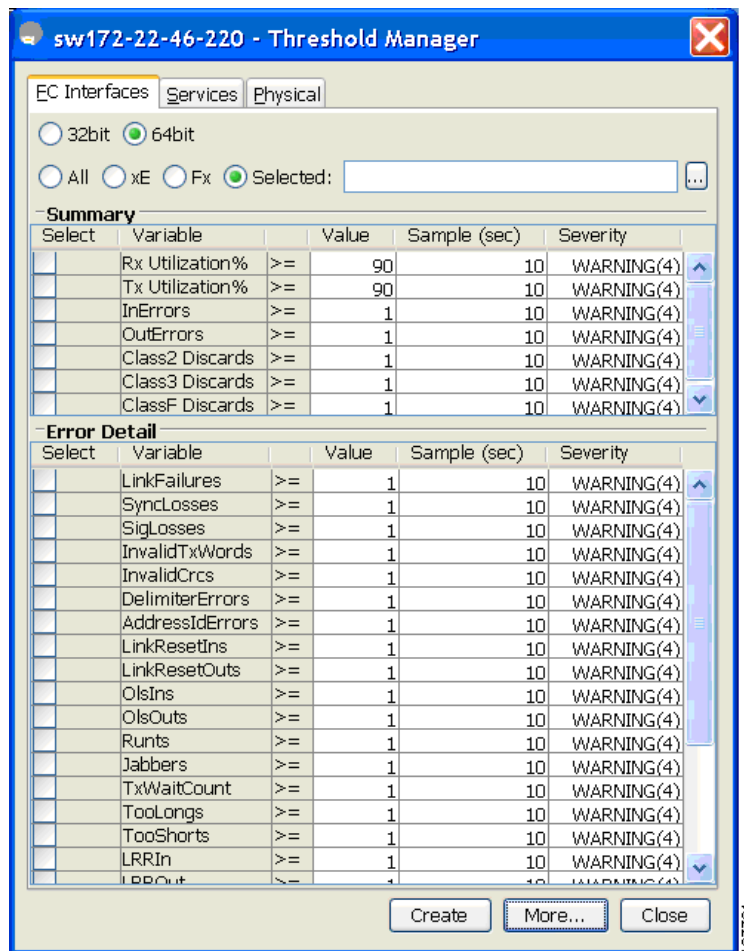 sw172-22-46-220 - Threshold Manager
FC Interfaces Services Physical
32bit 64bit
All xE Fx Selected: ...
Summary
Select Variable Value Sample (sec) Severity
Rx Utilization% >= 90 10 WARNING(4)
Tx Utilization% >= 90 10 WARNING(4)
InErrors >= 1 10 WARNING(4)
OutErrors >= 1 10 WARNING(4)
Class2 Discards >= 1 10 WARNING(4)
Class3 Discards >= 1 10 WARNING(4)
ClassF Discards >= 1 10 WARNING(4)
Error Detail
Select Variable Value Sample (sec) Severity
LinkFailures >= 1 10 WARNING(4)
SyncLosses >= 1 10 WARNING(4)
SigLosses >= 1 10 WARNING(4)
InvalidTxWords >= 1 10 WARNING(4)
InvalidCrcs >= 1 10 WARNING(4)
DelimiterErrors >= 1 10 WARNING(4)
AddressIdErrors >= 1 10 WARNING(4)
LinkResetIns >= 1 10 WARNING(4)
LinkResetOuts >= 1 10 WARNING(4)
OlsIns >= 1 10 WARNING(4)
OlsOuts >= 1 10 WARNING(4)
Runts >= 1 10 WARNING(4)
Jabbers >= 1 10 WARNING(4)
TxWaitCount >= 1 10 WARNING(4)
TooLongs >= 1 10 WARNING(4)
TooShorts >= 1 10 WARNING(4)
LRRIn >= 1 10 WARNING(4)
LRROut >= 1 10 WARNING(4)
Create More... Close